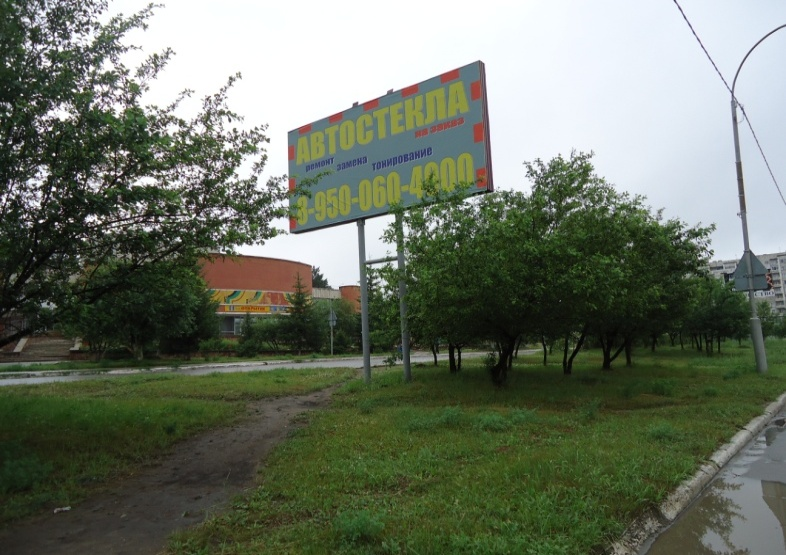 АВТОСТЕКЛА
на заказ
ремонт замена тонирование
8-950-060-4000